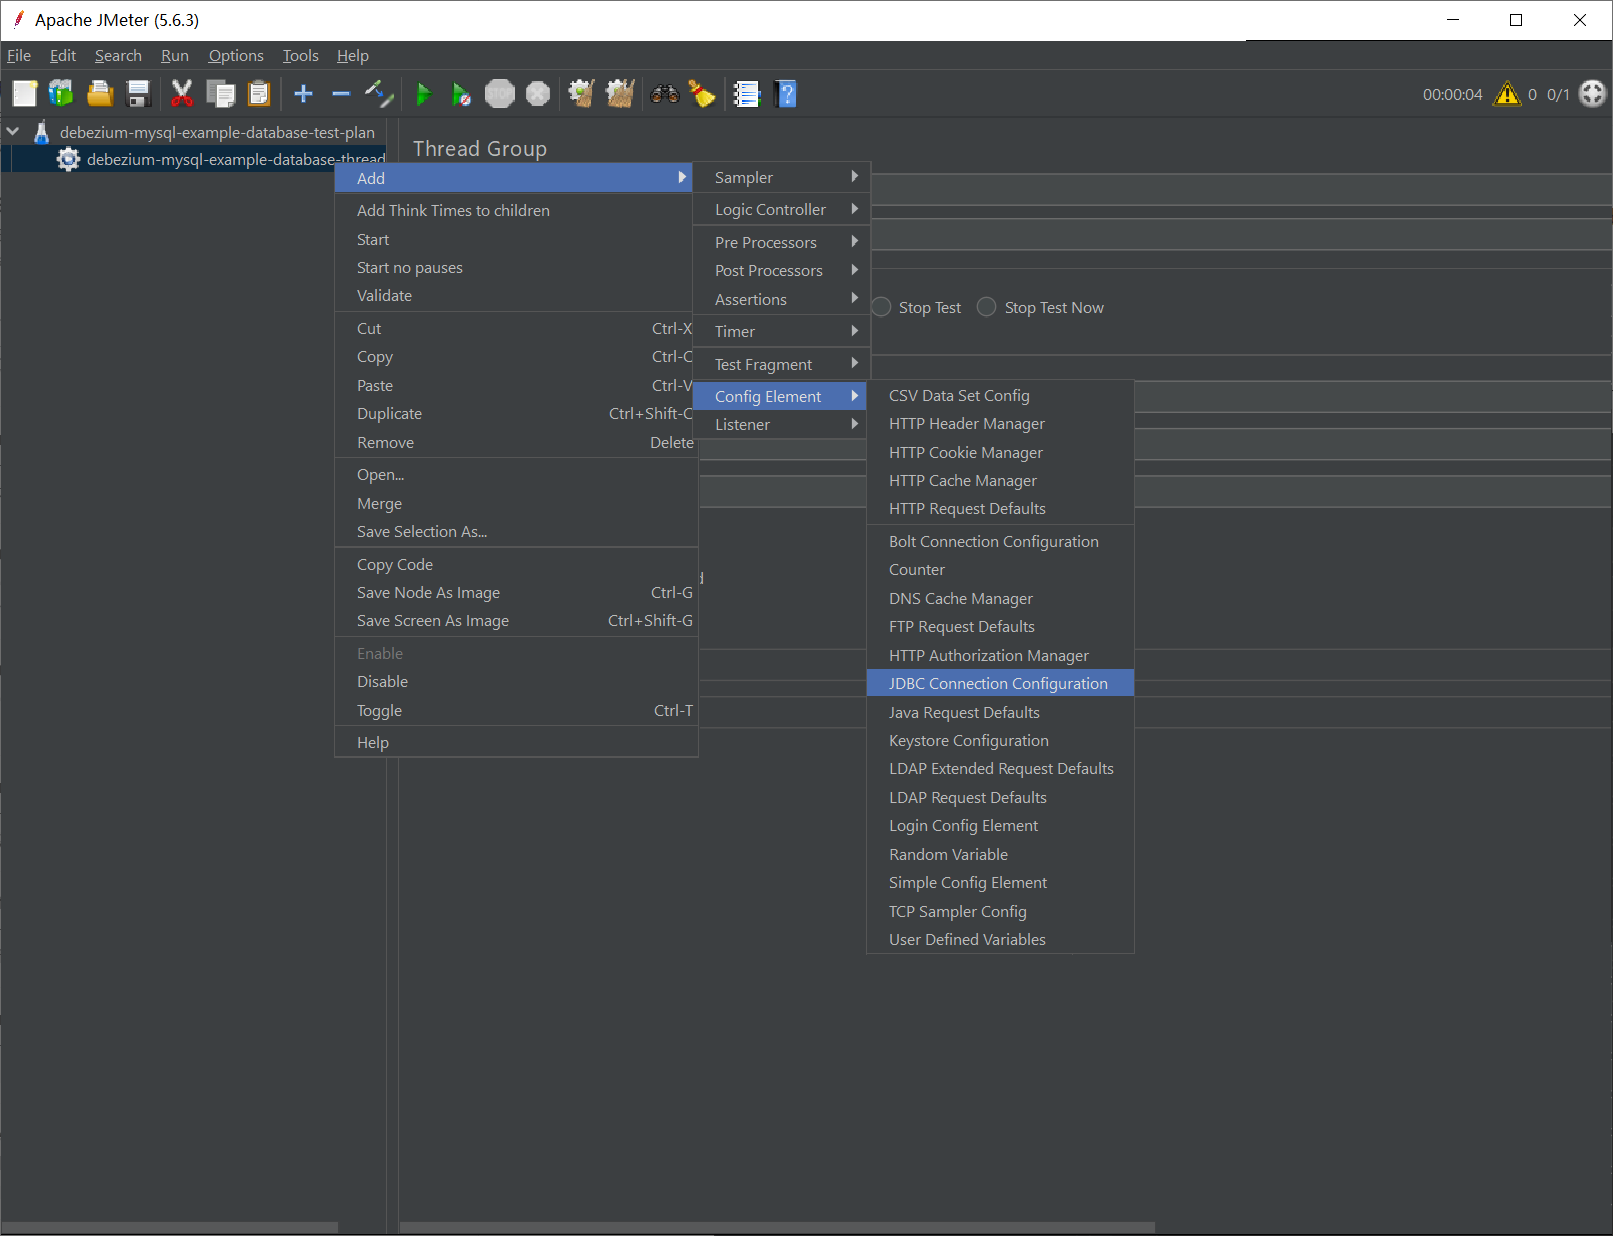 Apache JMeter (5.6.3)
File Edit Search Run Options Tools Help
STOP
00:00:04 0 0/1
debezium-mysql-example-database-test-plan
debezium-mysql-example-database-thread
Thread Group
Add
Add Think Times to children
Start
Start no pauses
Validate
Cut Ctrl-X
Copy Ctrl-C
Paste Ctrl-V
Duplicate Ctrl+Shift-C
Remove Delete
Open...
Merge
Save Selection As...
Copy Code
Save Node As Image Ctrl-G
Save Screen As Image Ctrl+Shift-G
Enable
Disable
Toggle Ctrl-T
Help
Sampler
Logic Controller
Pre Processors
Post Processors
Assertions
Timer
Test Fragment
Config Element
Listener
Stop Test Stop Test Now
CSV Data Set Config
HTTP Header Manager
HTTP Cookie Manager
HTTP Cache Manager
HTTP Request Defaults
Bolt Connection Configuration
Counter
DNS Cache Manager
FTP Request Defaults
HTTP Authorization Manager
JDBC Connection Configuration
Java Request Defaults
Keystore Configuration
LDAP Extended Request Defaults
LDAP Request Defaults
Login Config Element
Random Variable
Simple Config Element
TCP Sampler Config
User Defined Variables